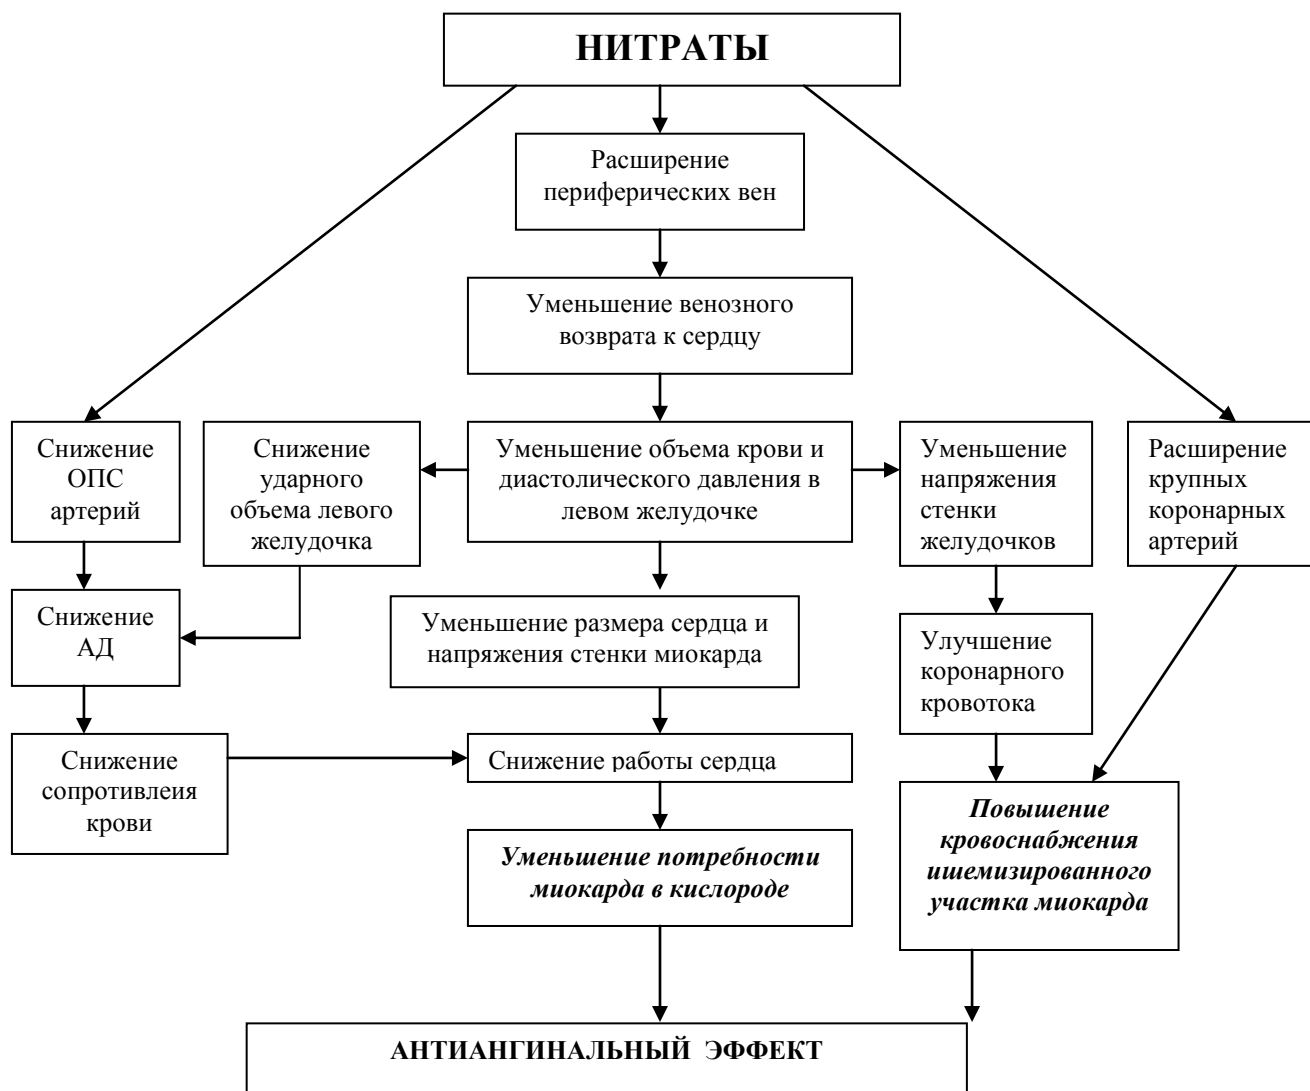 НИТРАТЫ
Расширение
периферических вен
Уменьшение венозного
возврата к сердцу
Снижение
ОПС
артерий
Снижение
ударного
объема левого
желудочка
Уменьшение объема крови и
диастолического давления в
левом желудочке
Уменьшение
напряжения
стенки
желудочков
Расширение
крупных
коронарных
артерий
Снижение
АД
Уменьшение размера сердца и
напряжения стенки миокарда
Улучшение
коронарного
кровотока
Снижение
сопротивлеия
крови
Снижение работы сердца
Уменьшение потребности
миокарда в кислороде
Повышение
кровоснабжения
ишемизированного
участка миокарда
АНТИАНГИНАЛЬНЫЙ ЭФФЕКТ